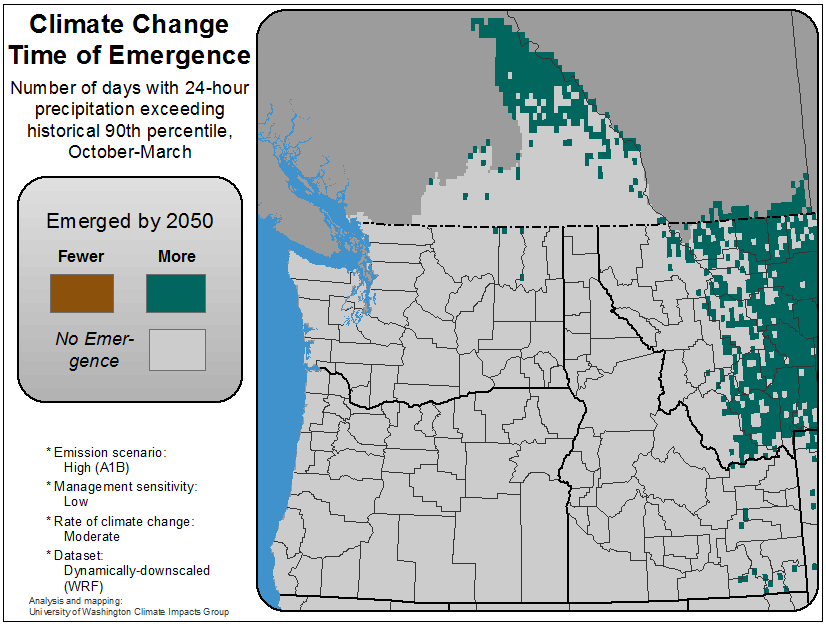 Climate Change
Time of Emergence
Number of days with 24-hour
precipitation exceeding
historical 90th percentile,
October-March
Emerged by 2050
Fewer
More
No Emer-
gence
* Emission scenario:
High (A1B)
* Management sensitivity:
Low
* Rate of climate change:
Moderate
* Dataset:
Dynamically-downscaled
(WRF)
Analysis and mapping:
University of Washington Climate Impacts Group